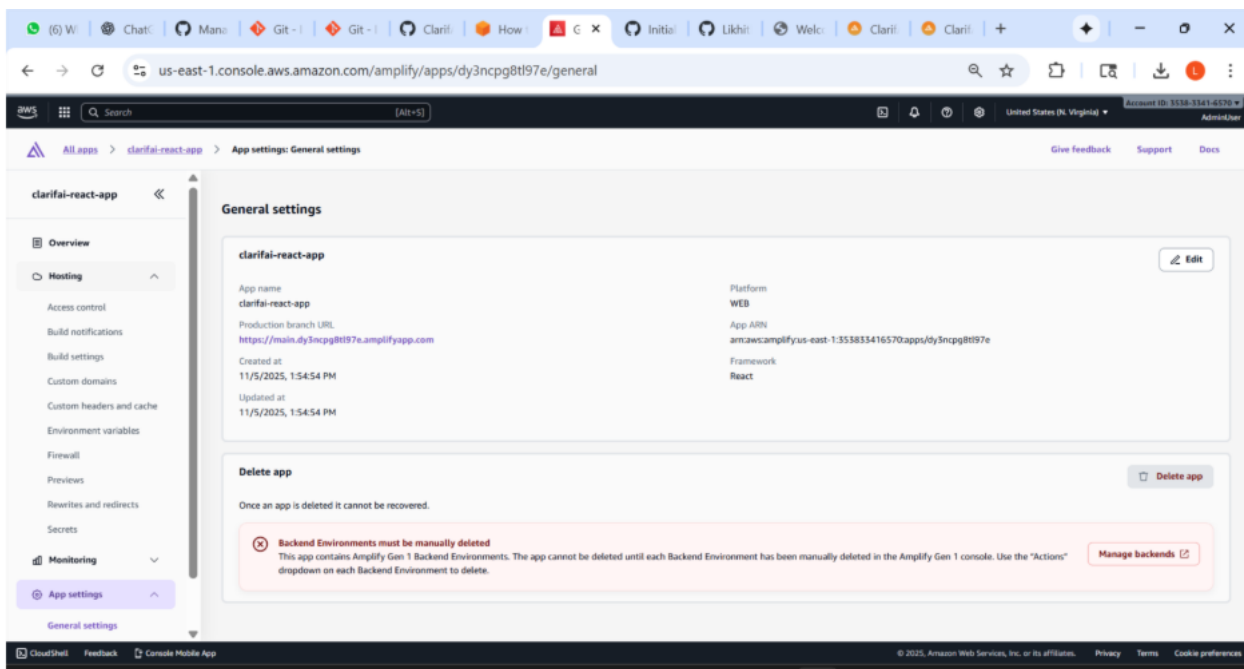 (6) W
Chat(
Mana
Git - I
Git - I
Clarif
How
G
Initial
Likhit
Welc
Clarif
Clarif
us-east-1.console.aws.amazon.com/amplify/apps/dy3ncpg8tl97e/general
L
aws
Search
[Alt+S]
United States (N. Virginia)
Account ID: 3538-3341-6570
AdminUser
All apps > clarifai-react-app > App settings: General settings
Give feedback
Support
Docs
clarifai-react-app
Overview
Hosting
Access control
Build notifications
Build settings
Custom domains
Custom headers and cache
Environment variables
Firewall
Previews
Rewrites and redirects
Secrets
Monitoring
App settings
General settings
General settings
clarifai-react-app
Edit
App name
clarifai-react-app
Production branch URL
https://main.dy3ncpg8tl97e.amplifyapp.com
Created at
11/5/2025, 1:54:54 PM
Updated at
11/5/2025, 1:54:54 PM
Platform
WEB
App ARN
arn:aws:amplify:us-east-1:353833416570:apps/dy3ncpg8tl97e
Framework
React
Delete app
Delete app
Once an app is deleted it cannot be recovered.
Backend Environments must be manually deleted
This app contains Amplify Gen 1 Backend Environments. The app cannot be deleted until each Backend Environment has been manually deleted in the Amplify Gen 1 console. Use the "Actions"
dropdown on each Backend Environment to delete.
Manage backends
CloudShell
Feedback
Console Mobile App
© 2025, Amazon Web Services, Inc. or its affiliates.
Privacy
Terms
Cookie preferences